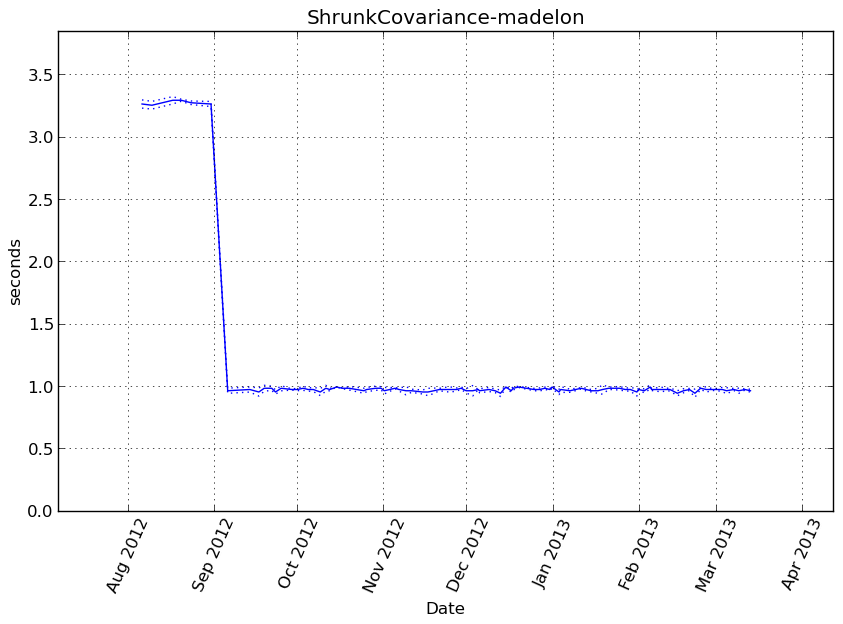 ShrunkCovariance-madelon
3.5
3.0
2.5
2.0
1.5
1.0
0.5
0.0
seconds
Aug 2012
Sep 2012
Oct 2012
Nov 2012
Dec 2012
Jan 2013
Feb 2013
Mar 2013
Apr 2013
Date